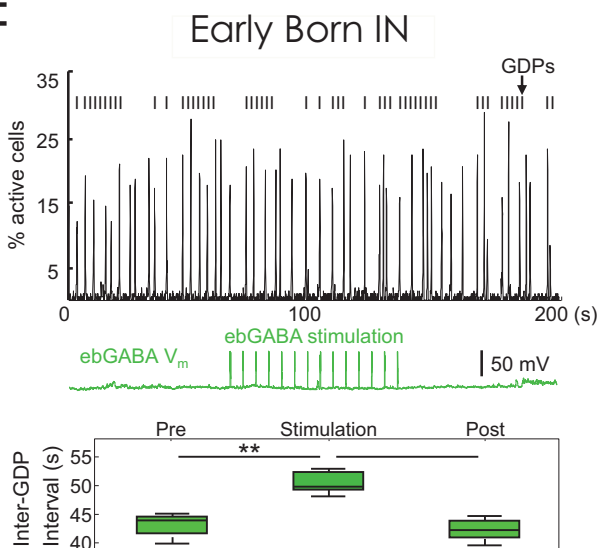 Early Born IN
GDPs
35
25
15
5
% active cells
0 100 200 (s)
ebGABA stimulation
ebGABA Vm
50 mV
Pre Stimulation Post
**
55
50
45
40
Inter-GDP
Interval (s)